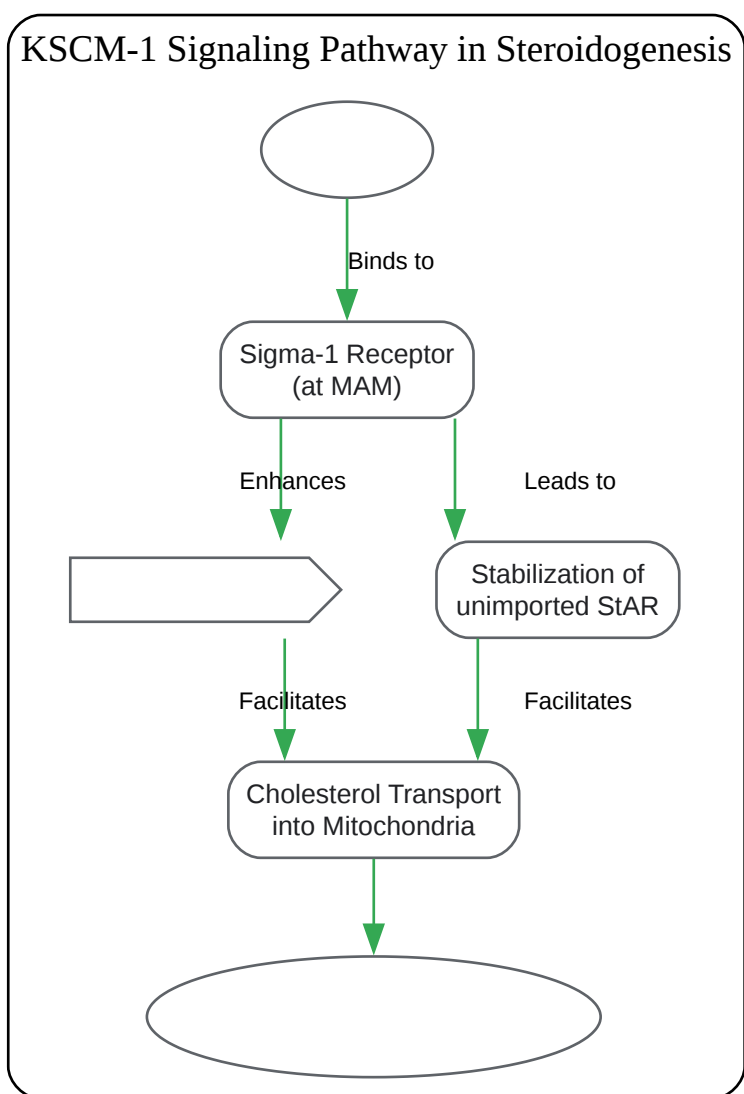 KSCM-1 Signaling Pathway in Steroidogenesis
Binds to
Sigma-1 Receptor
(at MAM)
Enhances
Leads to
Stabilization of
unimported StAR
Facilitates
Facilitates
Cholesterol Transport
into Mitochondria